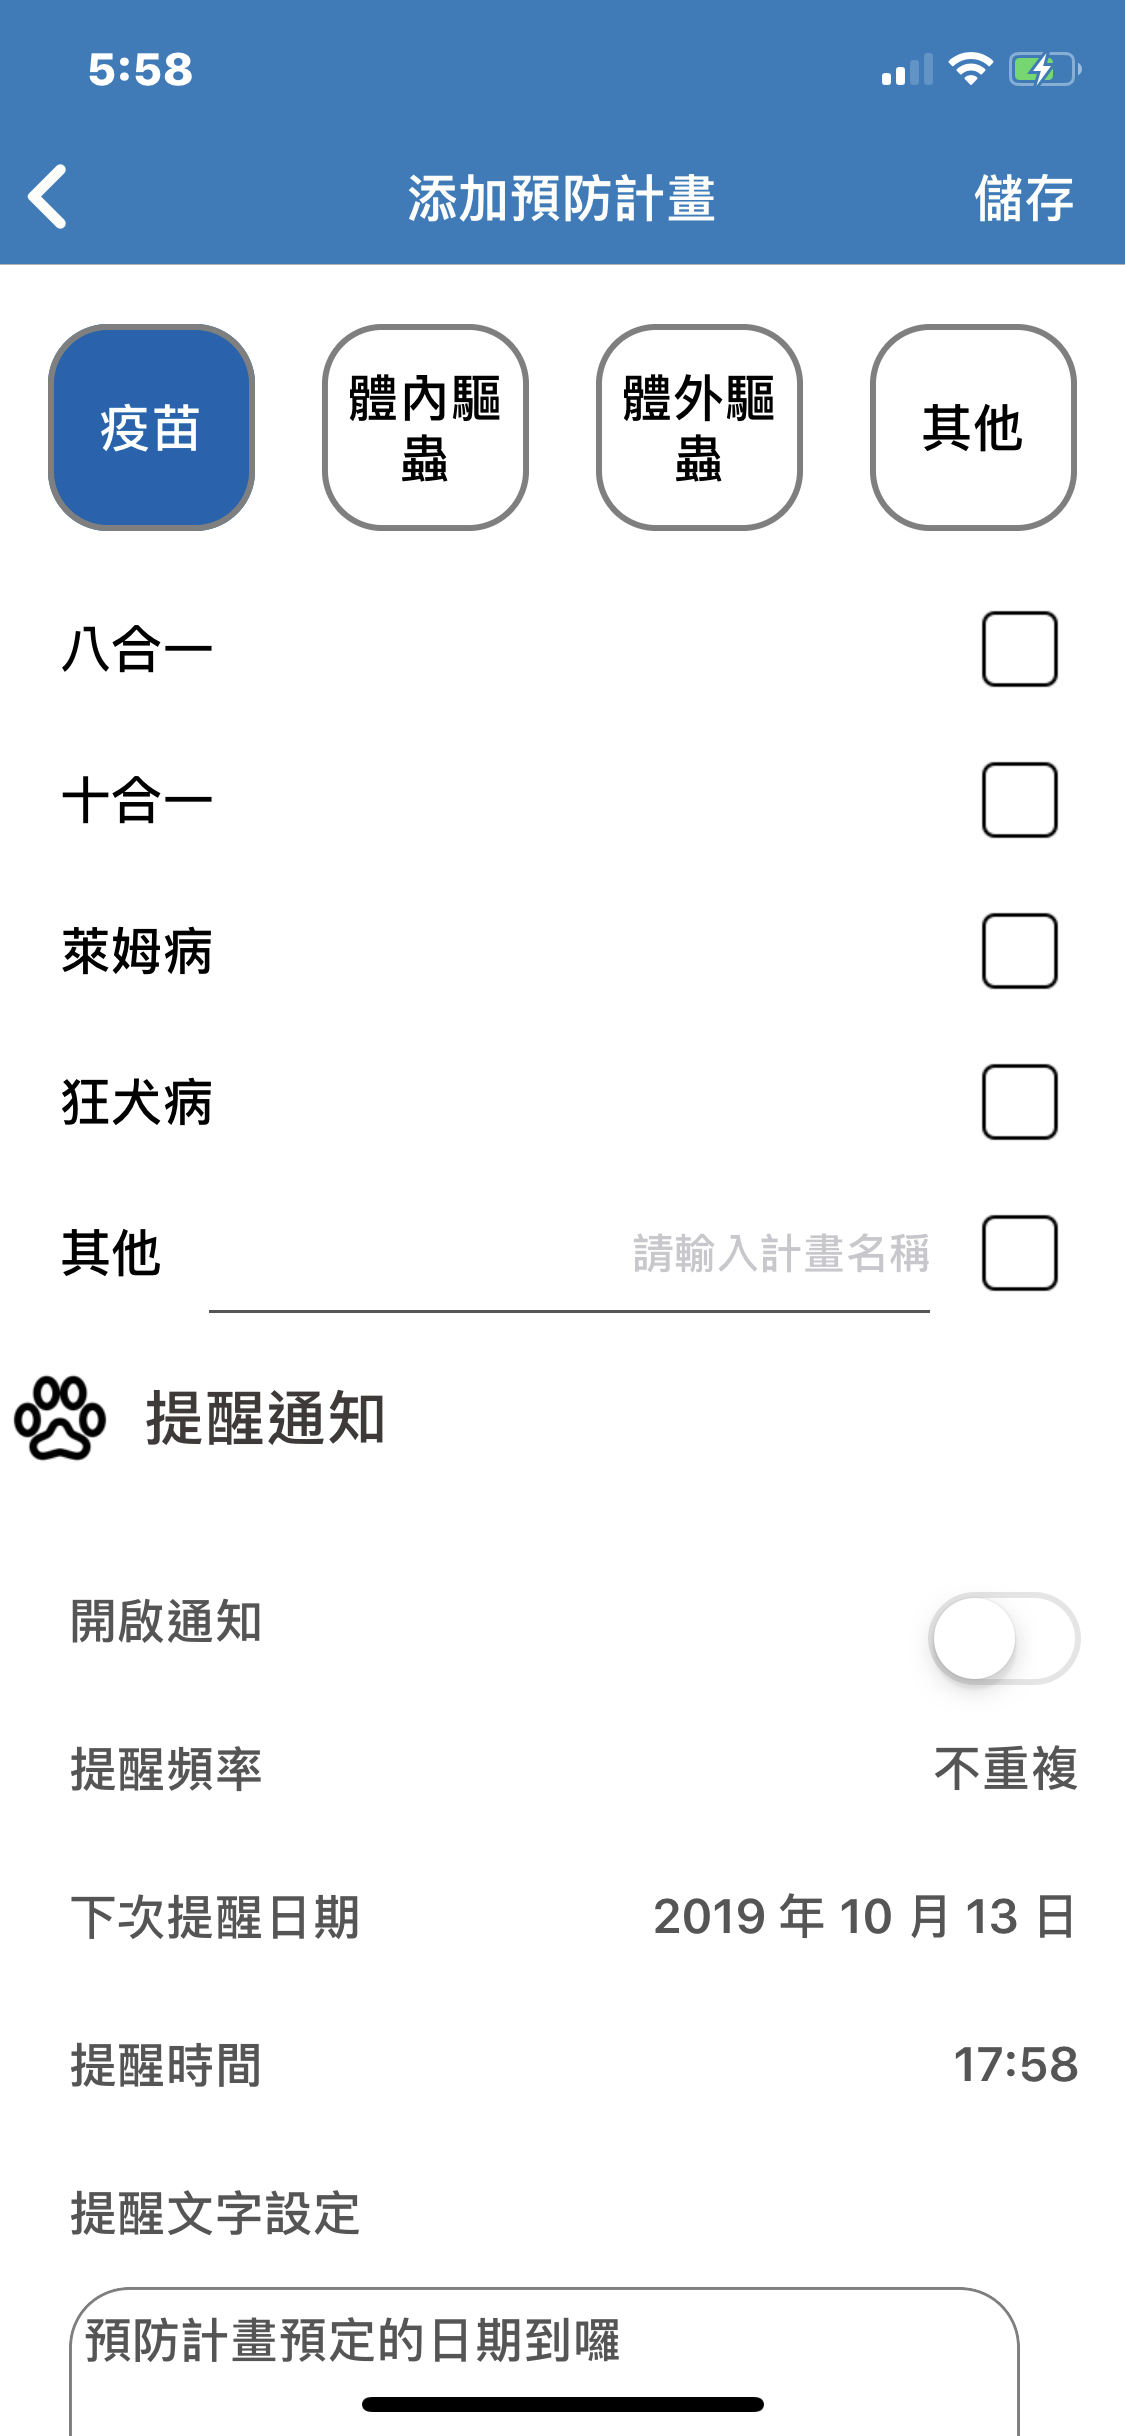 5:58
添加預防計畫
儲存
疫苗
體內驅
蟲
體外驅
蟲
其他
八合一
十合一
萊姆病
狂犬病
其他 請輸入計畫名稱
提醒通知
開啟通知
提醒頻率 不重複
下次提醒日期 2019 年 10 月 13 日
提醒時間 17:58
提醒文字設定
預防計畫預定的日期到囉